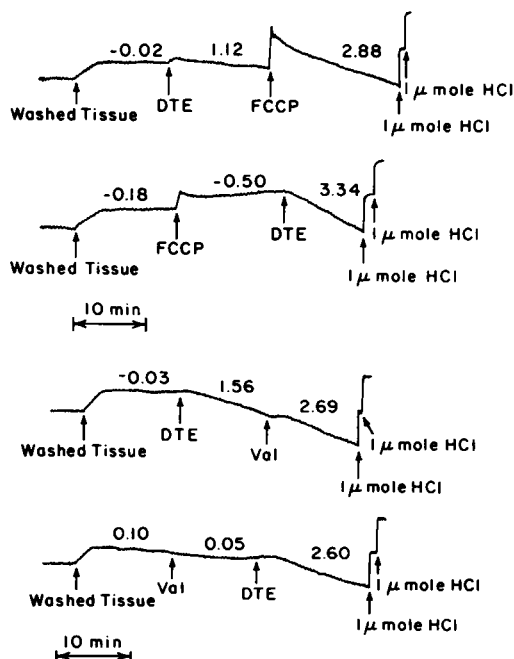 -0.02 1.12 2.88
Washed Tissue DTE FCCP 1 μ mole HCl
1 μ mole HCl
-0.18 -0.50 3.34
Washed Tissue FCCP DTE 1 μ mole HCl
1 μ mole HCl
10 min
-0.03 1.56 2.69
Washed Tissue DTE Val 1 μ mole HCl
1 μ mole HCl
0.10 0.05 2.60
Washed Tissue Val DTE 1 μ mole HCl
1 μ mole HCl
10 min